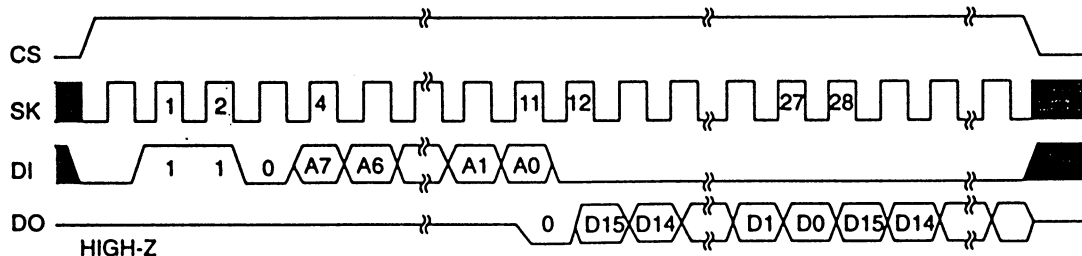 CS
SK 1 2 4 11 12 27 28
DI 1 1 0 A7 A6 A1 A0
DO 0 D15 D14 D1 D0 D15 D14
HIGH-Z